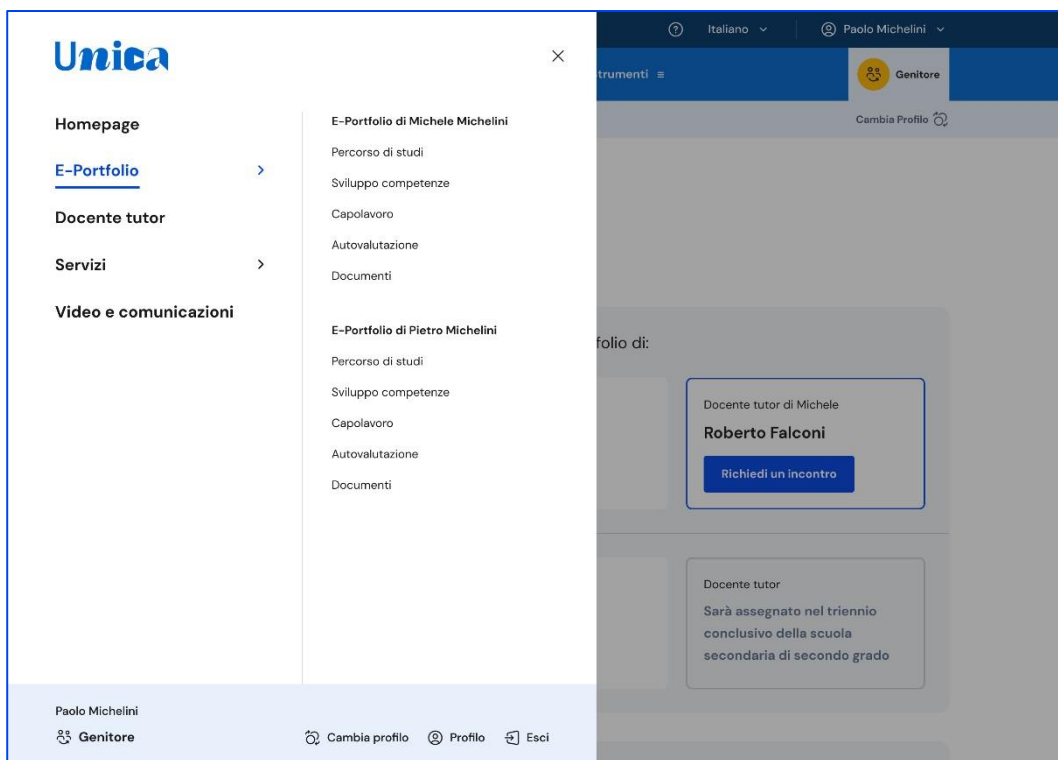 Unica
Homepage
E-Portfolio
Docente tutor
Servizi
Video e comunicazioni
E-Portfolio di Michele Michelini
Percorso di studi
Sviluppo competenze
Capolavoro
Autovalutazione
Documenti
E-Portfolio di Pietro Michelini
Percorso di studi
Sviluppo competenze
Capolavoro
Autovalutazione
Documenti
Paolo Michelini
Genitore
Cambia profilo
Profilo
Esci
Italiano
Paolo Michelini
trumenti
Genitore
Cambia Profilo
folio di:
Docente tutor di Michele
Roberto Falconi
Richiedi un incontro
Docente tutor
Sarà assegnato nel triennio
conclusivo della scuola
secondaria di secondo grado